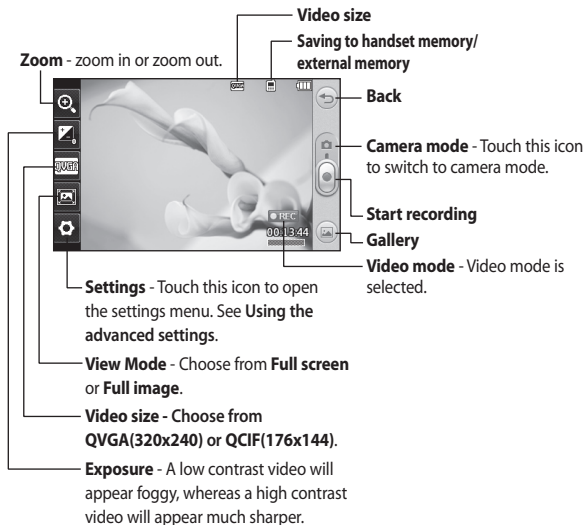 Video size
Saving to handset memory/
external memory
Zoom - zoom in or zoom out.
Back
Camera mode - Touch this icon
to switch to camera mode.
QVGA
Start recording
REC
00:13:44
Gallery
Video mode - Video mode is
selected.
Settings - Touch this icon to open
the settings menu. See Using the
advanced settings.
View Mode - Choose from Full screen
or Full image.
Video size - Choose from
QVGA(320x240) or QCIF(176x144).
Exposure - A low contrast video will
appear foggy, whereas a high contrast
video will appear much sharper.